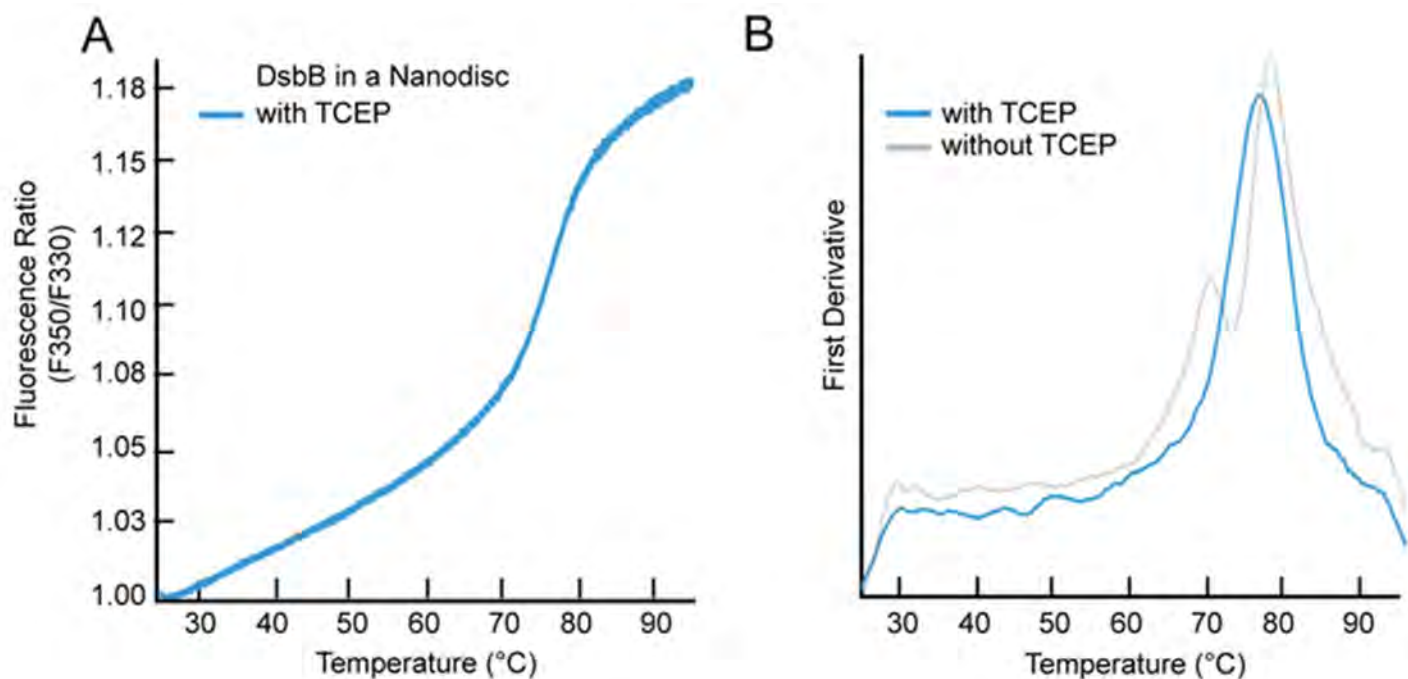 A
DsbB in a Nanodisc
with TCEP
1.18
1.15
1.12
1.10
1.08
1.05
1.03
1.00
Fluorescence Ratio
(F350/F330)
30 40 50 60 70 80 90
Temperature (°C)
B
with TCEP
without TCEP
First Derivative
30 40 50 60 70 80 90
Temperature (°C)